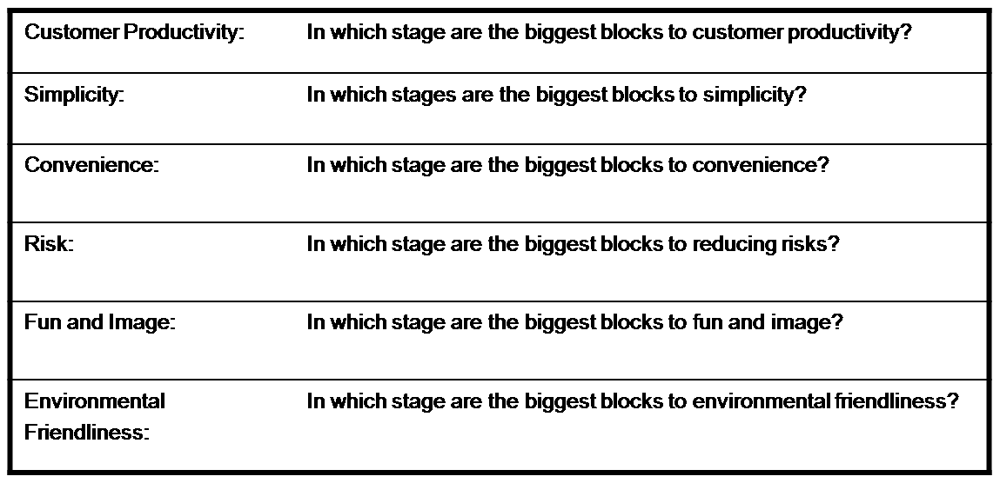 Customer Productivity: In which stage are the biggest blocks to customer productivity?
Simplicity: In which stages are the biggest blocks to simplicity?
Convenience: In which stage are the biggest blocks to convenience?
Risk: In which stage are the biggest blocks to reducing risks?
Fun and Image: In which stage are the biggest blocks to fun and image?
Environmental In which stage are the biggest blocks to environmental friendliness?
Friendliness: